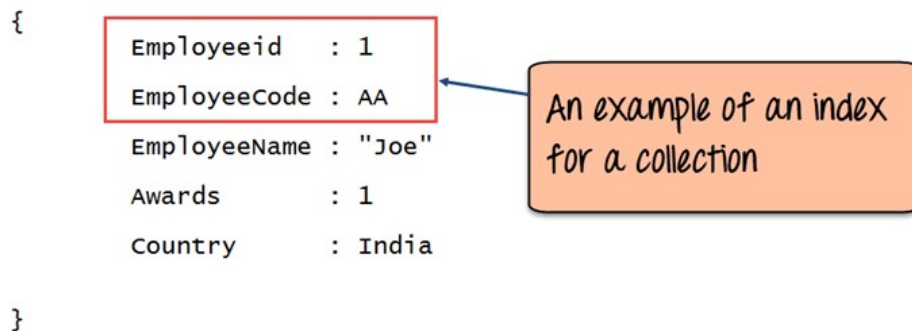 {
Employeeid : 1
EmployeeCode : AA
EmployeeName : "Joe"
Awards : 1
Country : India
}
An example of an index
for a collection